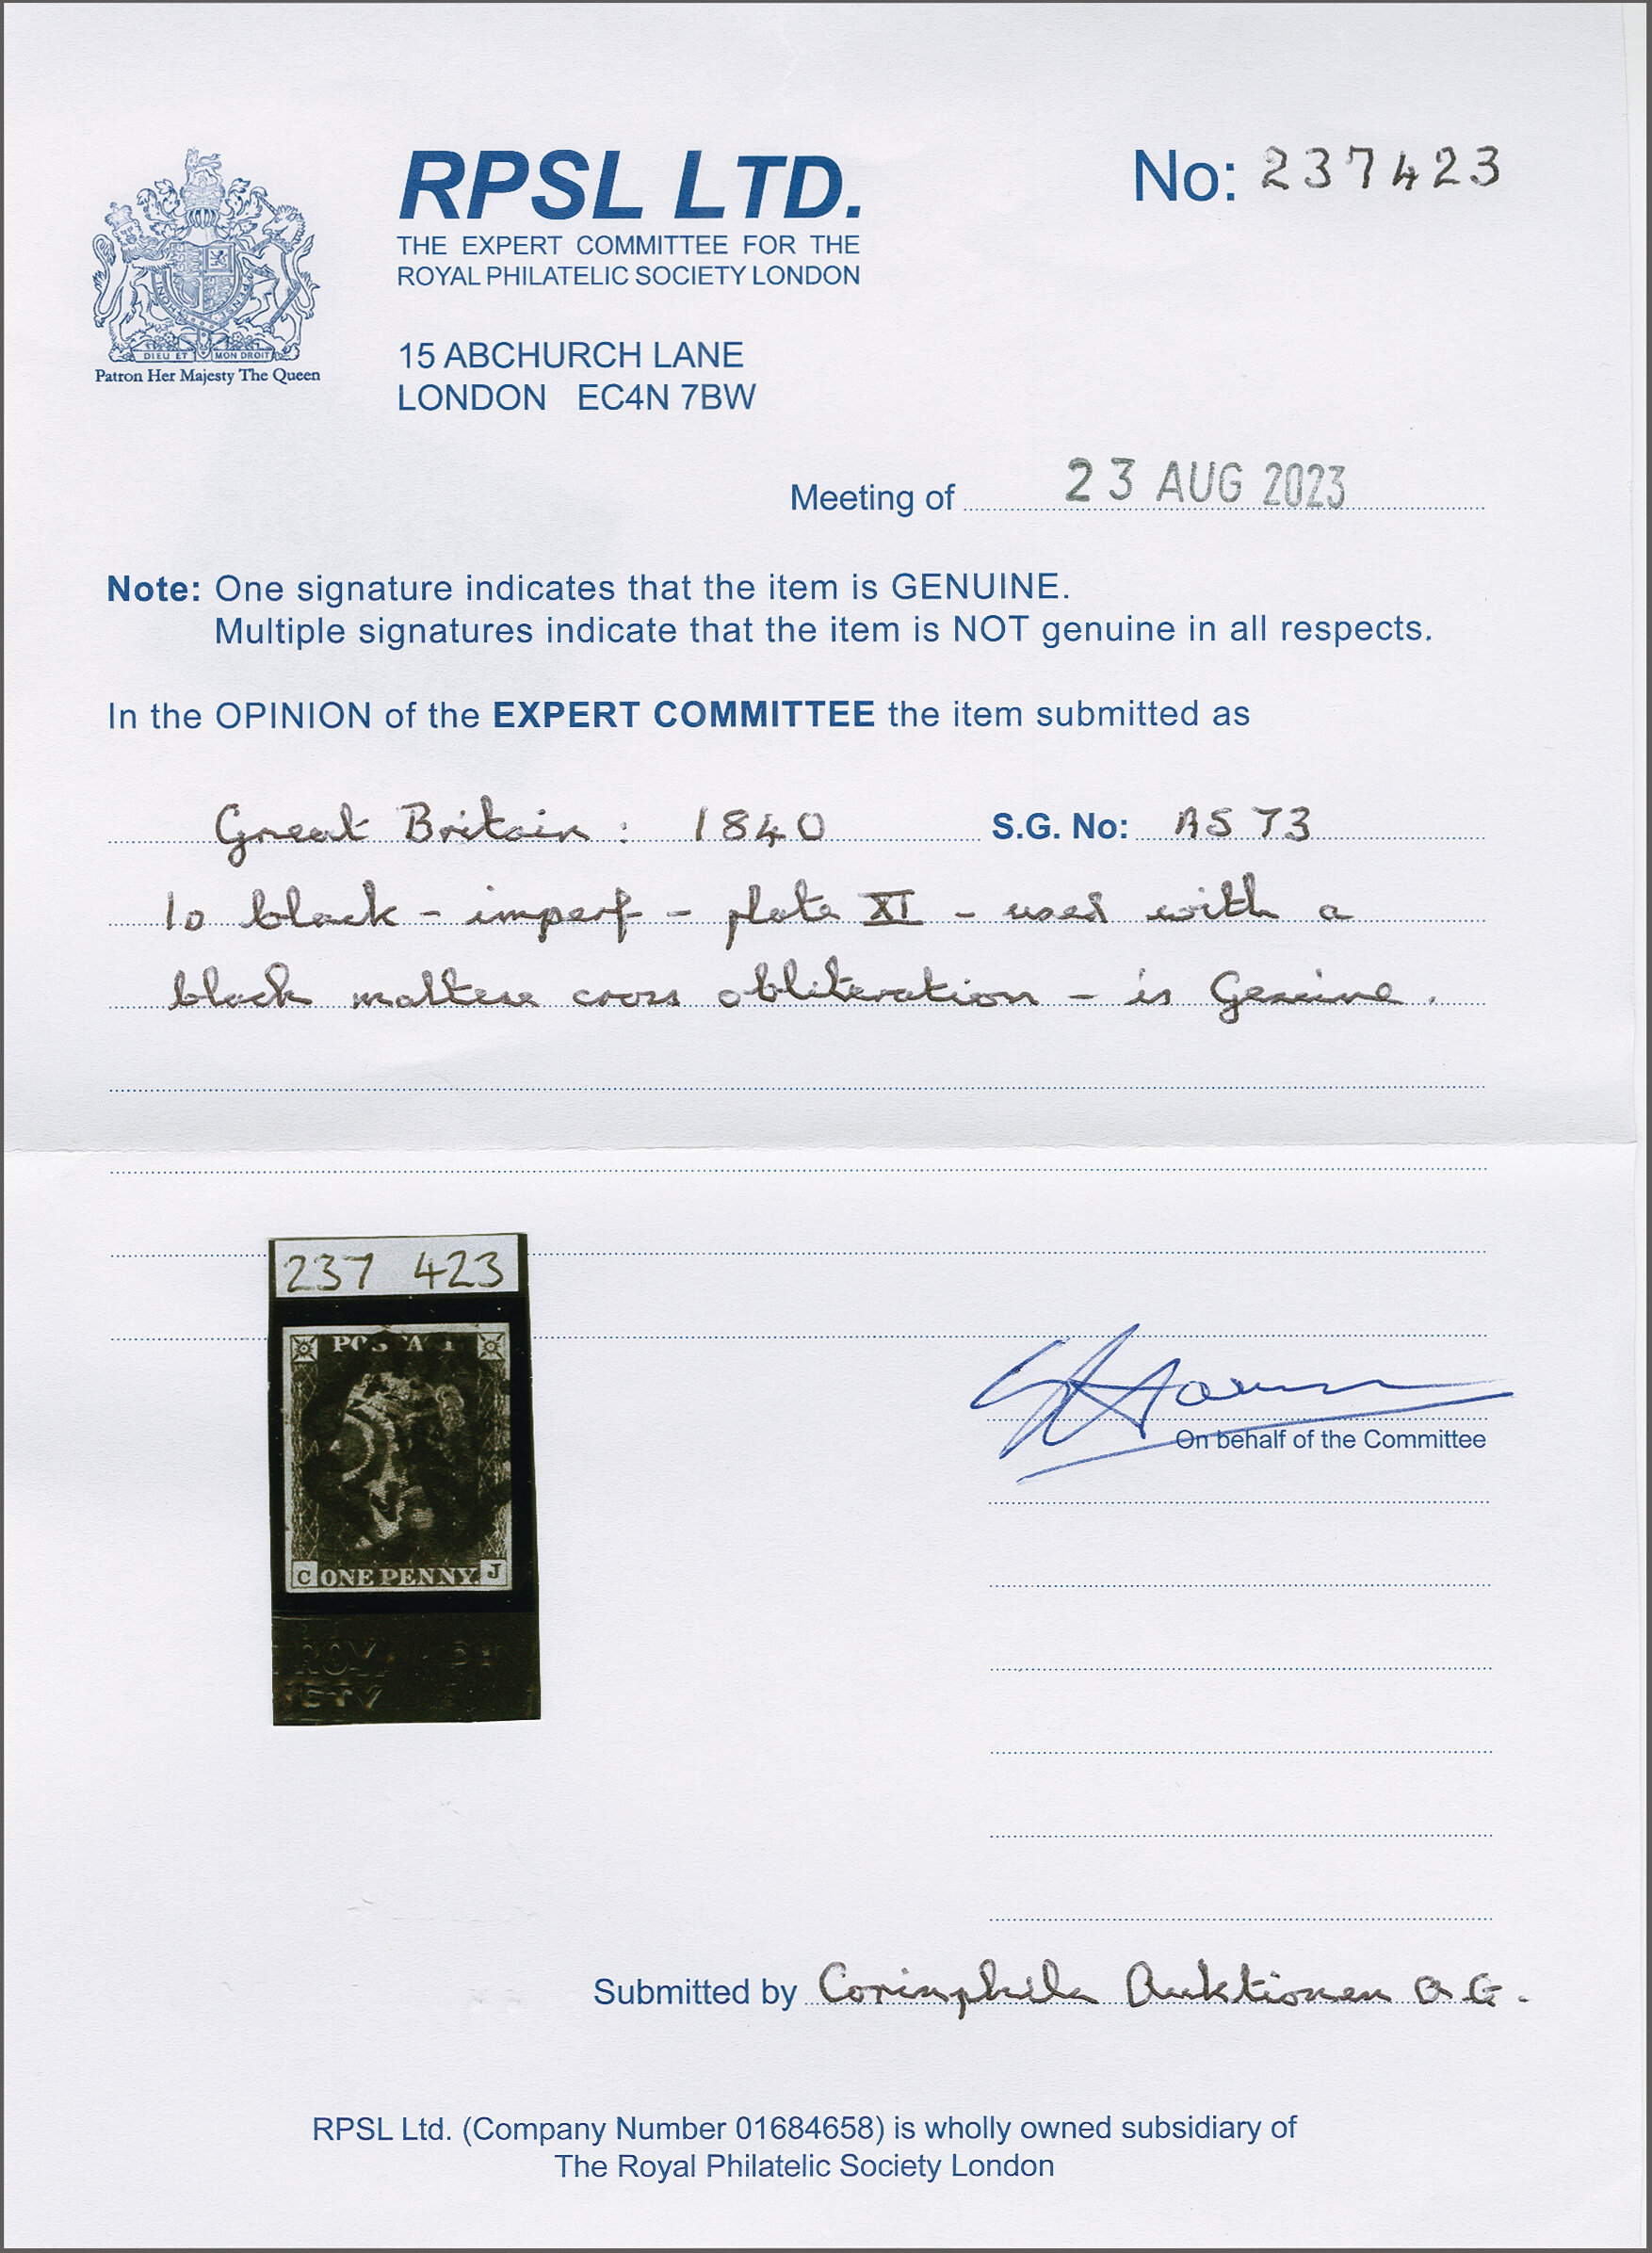 RPSL LTD.
THE EXPERT COMMITTEE FOR THE
ROYAL PHILATELIC SOCIETY LONDON
15 ABCHURCH LANE
LONDON EC4N 7BW
No: 237423
DIEU ET MON DROIT
Patron Her Majesty The Queen
Meeting of 23 AUG 2023
Note: One signature indicates that the item is GENUINE.
Multiple signatures indicate that the item is NOT genuine in all respects.
In the OPINION of the EXPERT COMMITTEE the item submitted as
Great Britain: 1840 S.G. No: AS73
1d black - imperf - plate XI - used with a
black maltese cross obliteration - is Genuine.
237 423
C ONE PENNY. J
On behalf of the Committee
Submitted by Corinphila Auktionen A.G.
RPSL Ltd. (Company Number 01684658) is wholly owned subsidiary of
The Royal Philatelic Society London